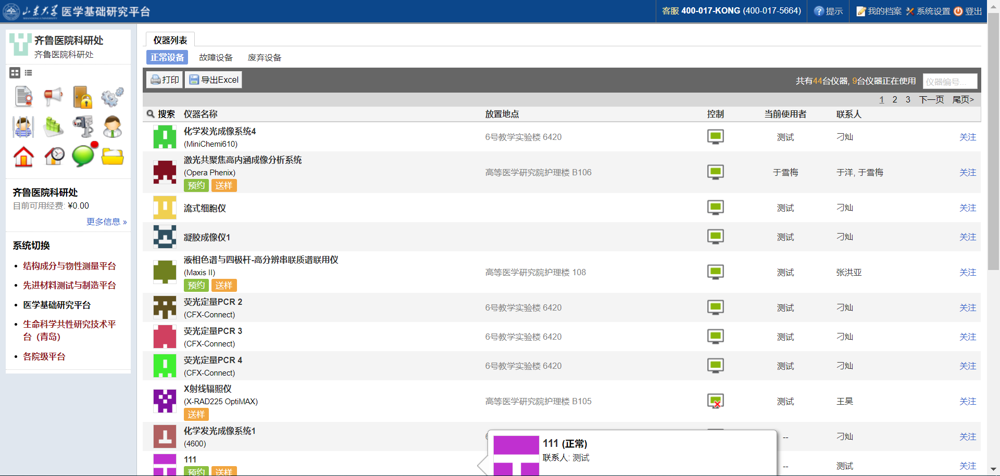 山东大学 医学基础研究平台
客服 400-017-KONG (400-017-5664)
提示
我的档案
系统设置
登出
齐鲁医院科研处
齐鲁医院科研处
齐鲁医院科研处
目前可用经费: ¥0.00
更多信息 »
系统切换
结构成分与物性测量平台
先进材料测试与制造平台
医学基础研究平台
生命科学共性研究技术平
台（青岛）
各院级平台
仪器列表
正常设备 故障设备 废弃设备
打印 导出Excel
共有44台仪器, 9台仪器正在使用 仪器编号...
1 2 3 下一页 尾页>
搜索 仪器名称 放置地点 控制 当前使用者 联系人
化学发光成像系统4
(MiniChemi610)
6号教学实验楼 6420 测试 刁灿 关注
激光共聚焦高内涵成像分析系统
(Opera Phenix)
预约 送样
高等医学研究院护理楼 B106 于雪梅 于洋, 于雪梅 关注
流式细胞仪 测试 刁灿 关注
凝胶成像仪1 测试 刁灿 关注
液相色谱与四极杆-高分辨串联质谱联用仪
(Maxis II)
预约 送样
高等医学研究院护理楼 108 测试 张洪亚 关注
荧光定量PCR 2
(CFX-Connect)
6号教学实验楼 6420 测试 刁灿 关注
荧光定量PCR 3
(CFX-Connect)
6号教学实验楼 6420 测试 刁灿 关注
荧光定量PCR 4
(CFX-Connect)
6号教学实验楼 6420 测试 刁灿 关注
X射线辐照仪
(X-RAD225 OptiMAX)
送样
高等医学研究院护理楼 B105 测试 王昊 关注
化学发光成像系统1
(4600)
-- 刁灿 关注
111
预约 送样
-- 测试 关注
111 (正常)
联系人: 测试